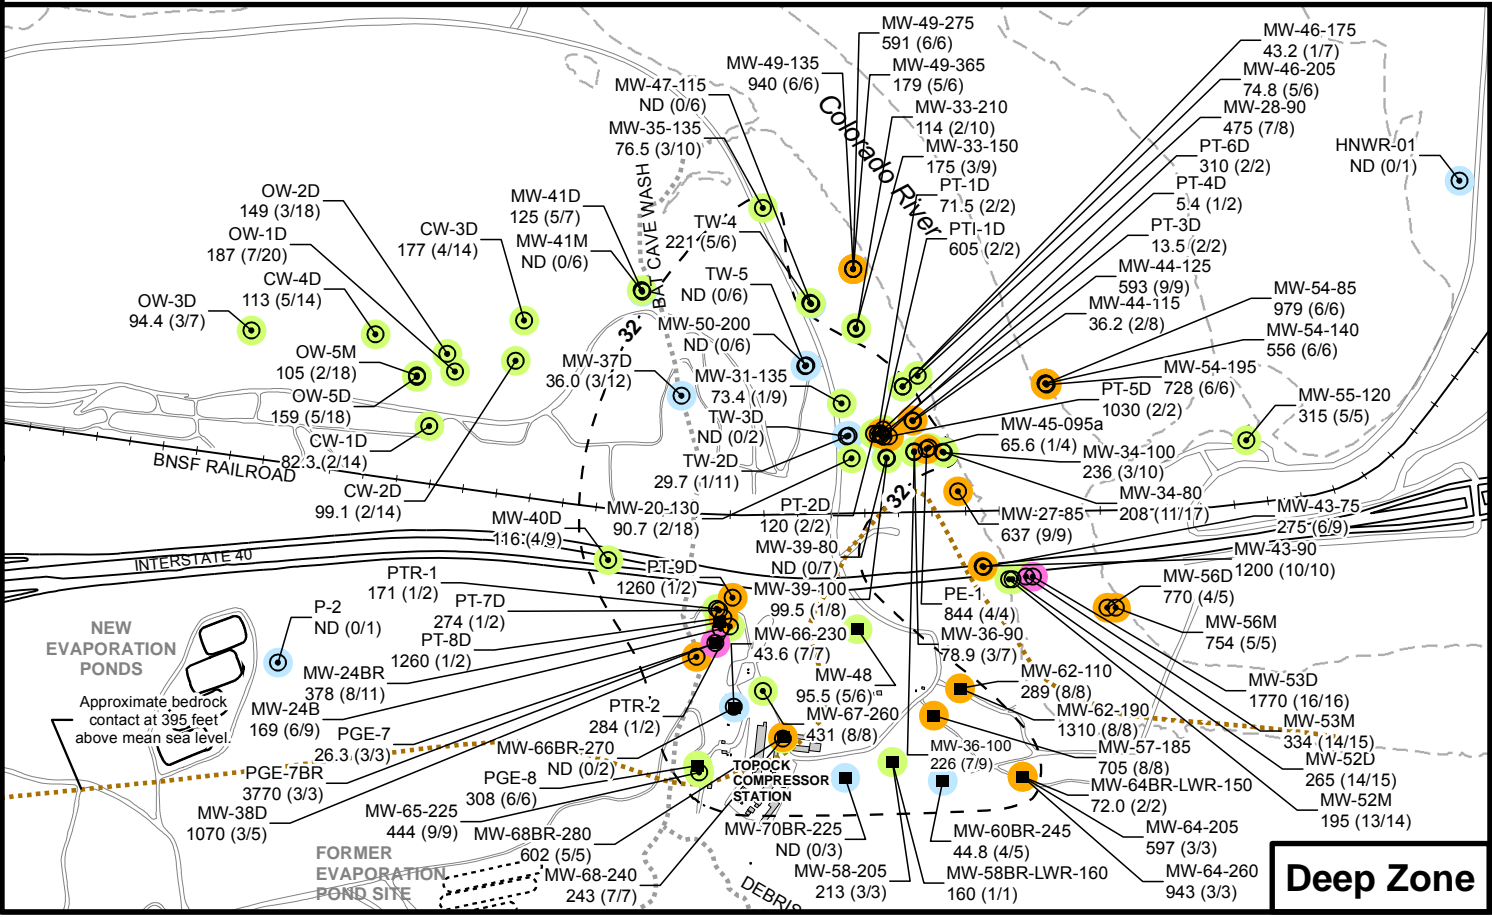 MW-49-275
591 (6/6)
MW-46-175
43.2 (1/7)
MW-49-135
940 (6/6)
MW-49-365
179 (5/6)
MW-46-205
74.8 (5/6)
MW-47-115
ND (0/6)
MW-33-210
114 (2/10)
MW-28-90
475 (7/8)
MW-35-135
76.5 (3/10)
MW-33-150
175 (3/9)
PT-6D
310 (2/2)
HNWR-01
ND (0/1)
Colorado River
PT-1D
71.5 (2/2)
PT-4D
5.4 (1/2)
OW-2D
149 (3/18)
MW-41D
125 (5/7)
BAT CAVE WASH
TW-4
221 (5/6)
PTI-1D
605 (2/2)
PT-3D
13.5 (2/2)
OW-1D
187 (7/20)
CW-3D
177 (4/14)
MW-41M
ND (0/6)
TW-5
ND (0/6)
MW-44-125
593 (9/9)
CW-4D
113 (5/14)
MW-54-85
979 (6/6)
OW-3D
94.4 (3/7)
MW-44-115
36.2 (2/8)
32
MW-50-200
ND (0/6)
MW-54-140
556 (6/6)
OW-5M
105 (2/18)
MW-37D
36.0 (3/12)
MW-31-135
73.4 (1/9)
MW-54-195
728 (6/6)
OW-5D
159 (5/18)
PT-5D
1030 (2/2)
MW-55-120
315 (5/5)
TW-3D
ND (0/2)
MW-45-095a
65.6 (1/4)
CW-1D
82.3 (2/14)
BNSF RAILROAD
TW-2D
29.7 (1/11)
MW-34-100
236 (3/10)
CW-2D
99.1 (2/14)
32
MW-34-80
208 (11/17)
MW-20-130
90.7 (2/18)
PT-2D
120 (2/2)
MW-27-85
637 (9/9)
MW-43-75
275 (6/9)
MW-40D
116 (4/9)
MW-39-80
ND (0/7)
MW-43-90
1200 (10/10)
INTERSTATE 40
PTR-1
171 (1/2)
PT-9D
1260 (1/2)
MW-39-100
99.5 (1/8)
PE-1
844 (4/4)
MW-56D
770 (4/5)
P-2
ND (0/1)
PT-7D
274 (1/2)
MW-66-230
43.6 (7/7)
MW-36-90
78.9 (3/7)
MW-56M
754 (5/5)
NEW
EVAPORATION
PONDS
PT-8D
1260 (1/2)
MW-24BR
378 (8/11)
MW-48
95.5 (5/6)
MW-62-110
289 (8/8)
MW-53D
1770 (16/16)
Approximate bedrock
contact at 395 feet
above mean sea level.
MW-24B
169 (6/9)
PTR-2
284 (1/2)
MW-67-260
431 (8/8)
MW-62-190
1310 (8/8)
MW-53M
334 (14/15)
PGE-7
26.3 (3/3)
MW-66BR-270
ND (0/2)
MW-36-100
226 (7/9)
MW-57-185
705 (8/8)
MW-52D
265 (14/15)
PGE-7BR
3770 (3/3)
PGE-8
308 (6/6)
TOPOCK
COMPRESSOR
STATION
MW-64BR-LWR-150
72.0 (2/2)
MW-52M
195 (13/14)
MW-38D
1070 (3/5)
MW-65-225
444 (9/9)
MW-68BR-280
602 (5/5)
MW-70BR-225
ND (0/3)
MW-60BR-245
44.8 (4/5)
MW-64-205
597 (3/3)
FORMER
EVAPORATION
POND SITE
MW-68-240
243 (7/7)
MW-58-205
213 (3/3)
MW-58BR-LWR-160
160 (1/1)
MW-64-260
943 (3/3)
DEBRIS
Deep Zone